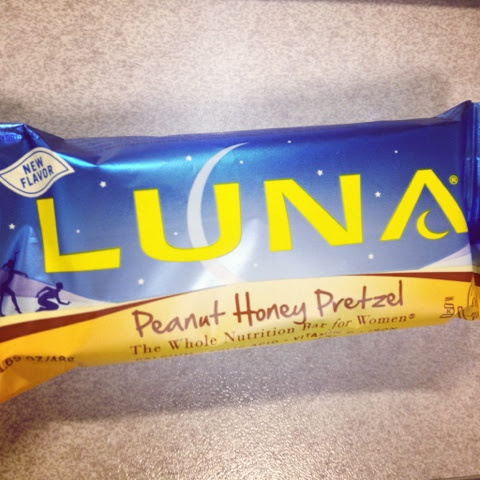 NEW
FLAVOR
LUNA®
Peanut Honey Pretzel
The Whole Nutrition Bar for Women®